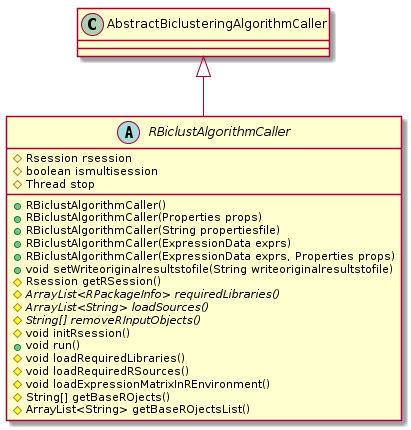 C AbstractBiclusteringAlgorithmCaller
A RBiclustAlgorithmCaller
Rsession rsession
boolean ismultisession
Thread stop
RBiclustAlgorithmCaller()
RBiclustAlgorithmCaller(Properties props)
RBiclustAlgorithmCaller(String propertiesfile)
RBiclustAlgorithmCaller(ExpressionData exprs)
RBiclustAlgorithmCaller(ExpressionData exprs, Properties props)
void setWriteoriginalresultstofile(String writeoriginalresultstofile)
Rsession getRSession()
ArrayList<RPackageInfo> requiredLibraries()
ArrayList<String> loadSources()
String[] removeRInputObjects()
void initRsession()
void run()
void loadRequiredLibraries()
void loadRequiredRSources()
void loadExpressionMatrixInREnvironment()
String[] getBaseROjects()
ArrayList<String> getBaseROjectsList()